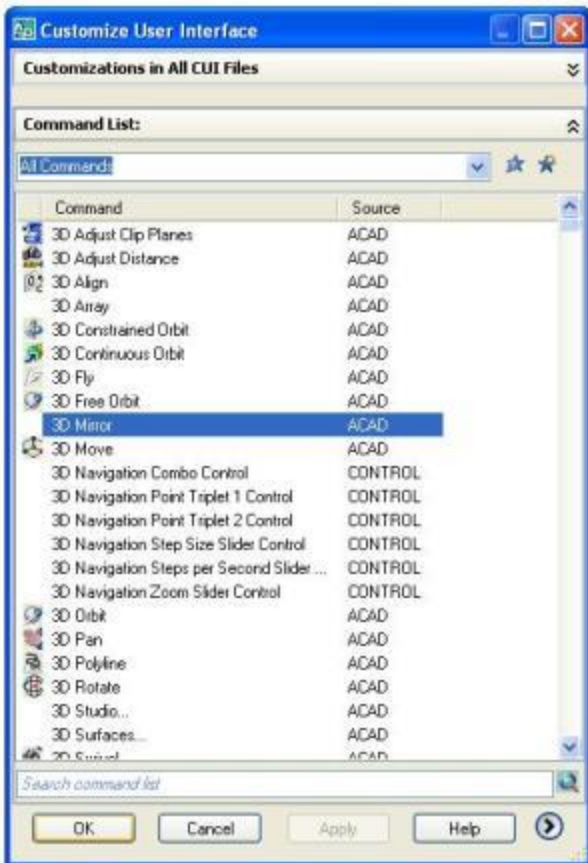 Customize User Interface
Customizations in All CUI Files
Command List:
All Commands
Command Source
3D Adjust Clip Planes ACAD
3D Adjust Distance ACAD
3D Align ACAD
3D Array ACAD
3D Constrained Orbit ACAD
3D Continuous Orbit ACAD
3D Fly ACAD
3D Free Orbit ACAD
3D Mirror ACAD
3D Move ACAD
3D Navigation Combo Control CONTROL
3D Navigation Point Triplet 1 Control CONTROL
3D Navigation Point Triplet 2 Control CONTROL
3D Navigation Step Size Slider Control CONTROL
3D Navigation Steps per Second Slider ... CONTROL
3D Navigation Zoom Slider Control CONTROL
3D Orbit ACAD
3D Pan ACAD
3D Polyline ACAD
3D Rotate ACAD
3D Studio... ACAD
3D Surfaces... ACAD
3D Swivel ACAD
Search command list
OK Cancel Apply Help